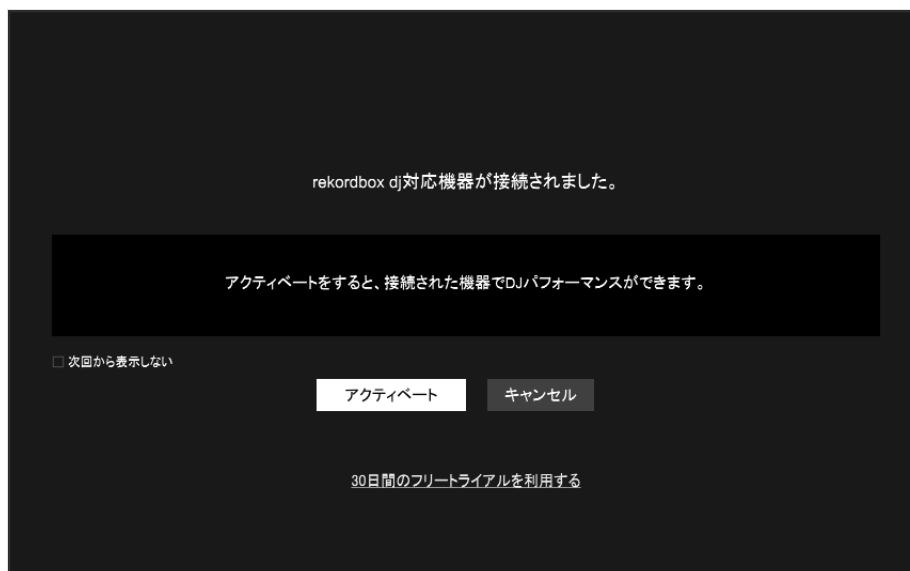 rekordbox dj対応機器が接続されました。
アクティベートをすると、接続された機器でDJパフォーマンスができます。
次回から表示しない
アクティベート
キャンセル
30日間のフリートライアルを利用する